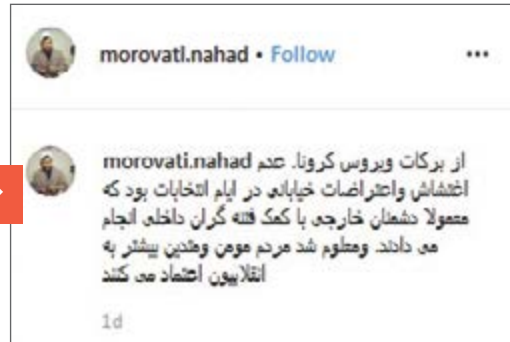 morovati.nahad • Follow •••
morovati.nahad از برکات ویروس کرونا. عدم
اغتشاش واعتراضات خیابانی در ایام انتخابات بود که
معمولا دشمنان خارجی با کمک فتنه گران داخلی انجام
می دادند. ومعلوم شد مردم مومن ومتدین بیشتر به
انقلابیون اعتماد می کنند
1d